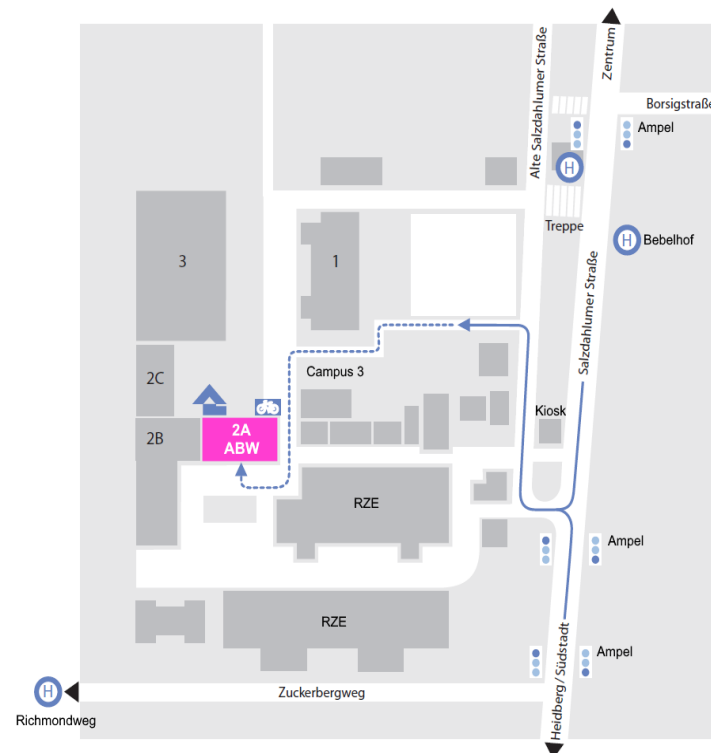 Zentrum
Alte Salzdahlumer Straße
Borsigstraße
Ampel
H
Treppe
H
Bebelhof
Salzdahlumer Straße
3
1
2C
Campus 3
Kiosk
2A
ABW
2B
RZE
Ampel
RZE
Ampel
Heidberg / Südstadt
H
Zuckerbergweg
Richmondweg